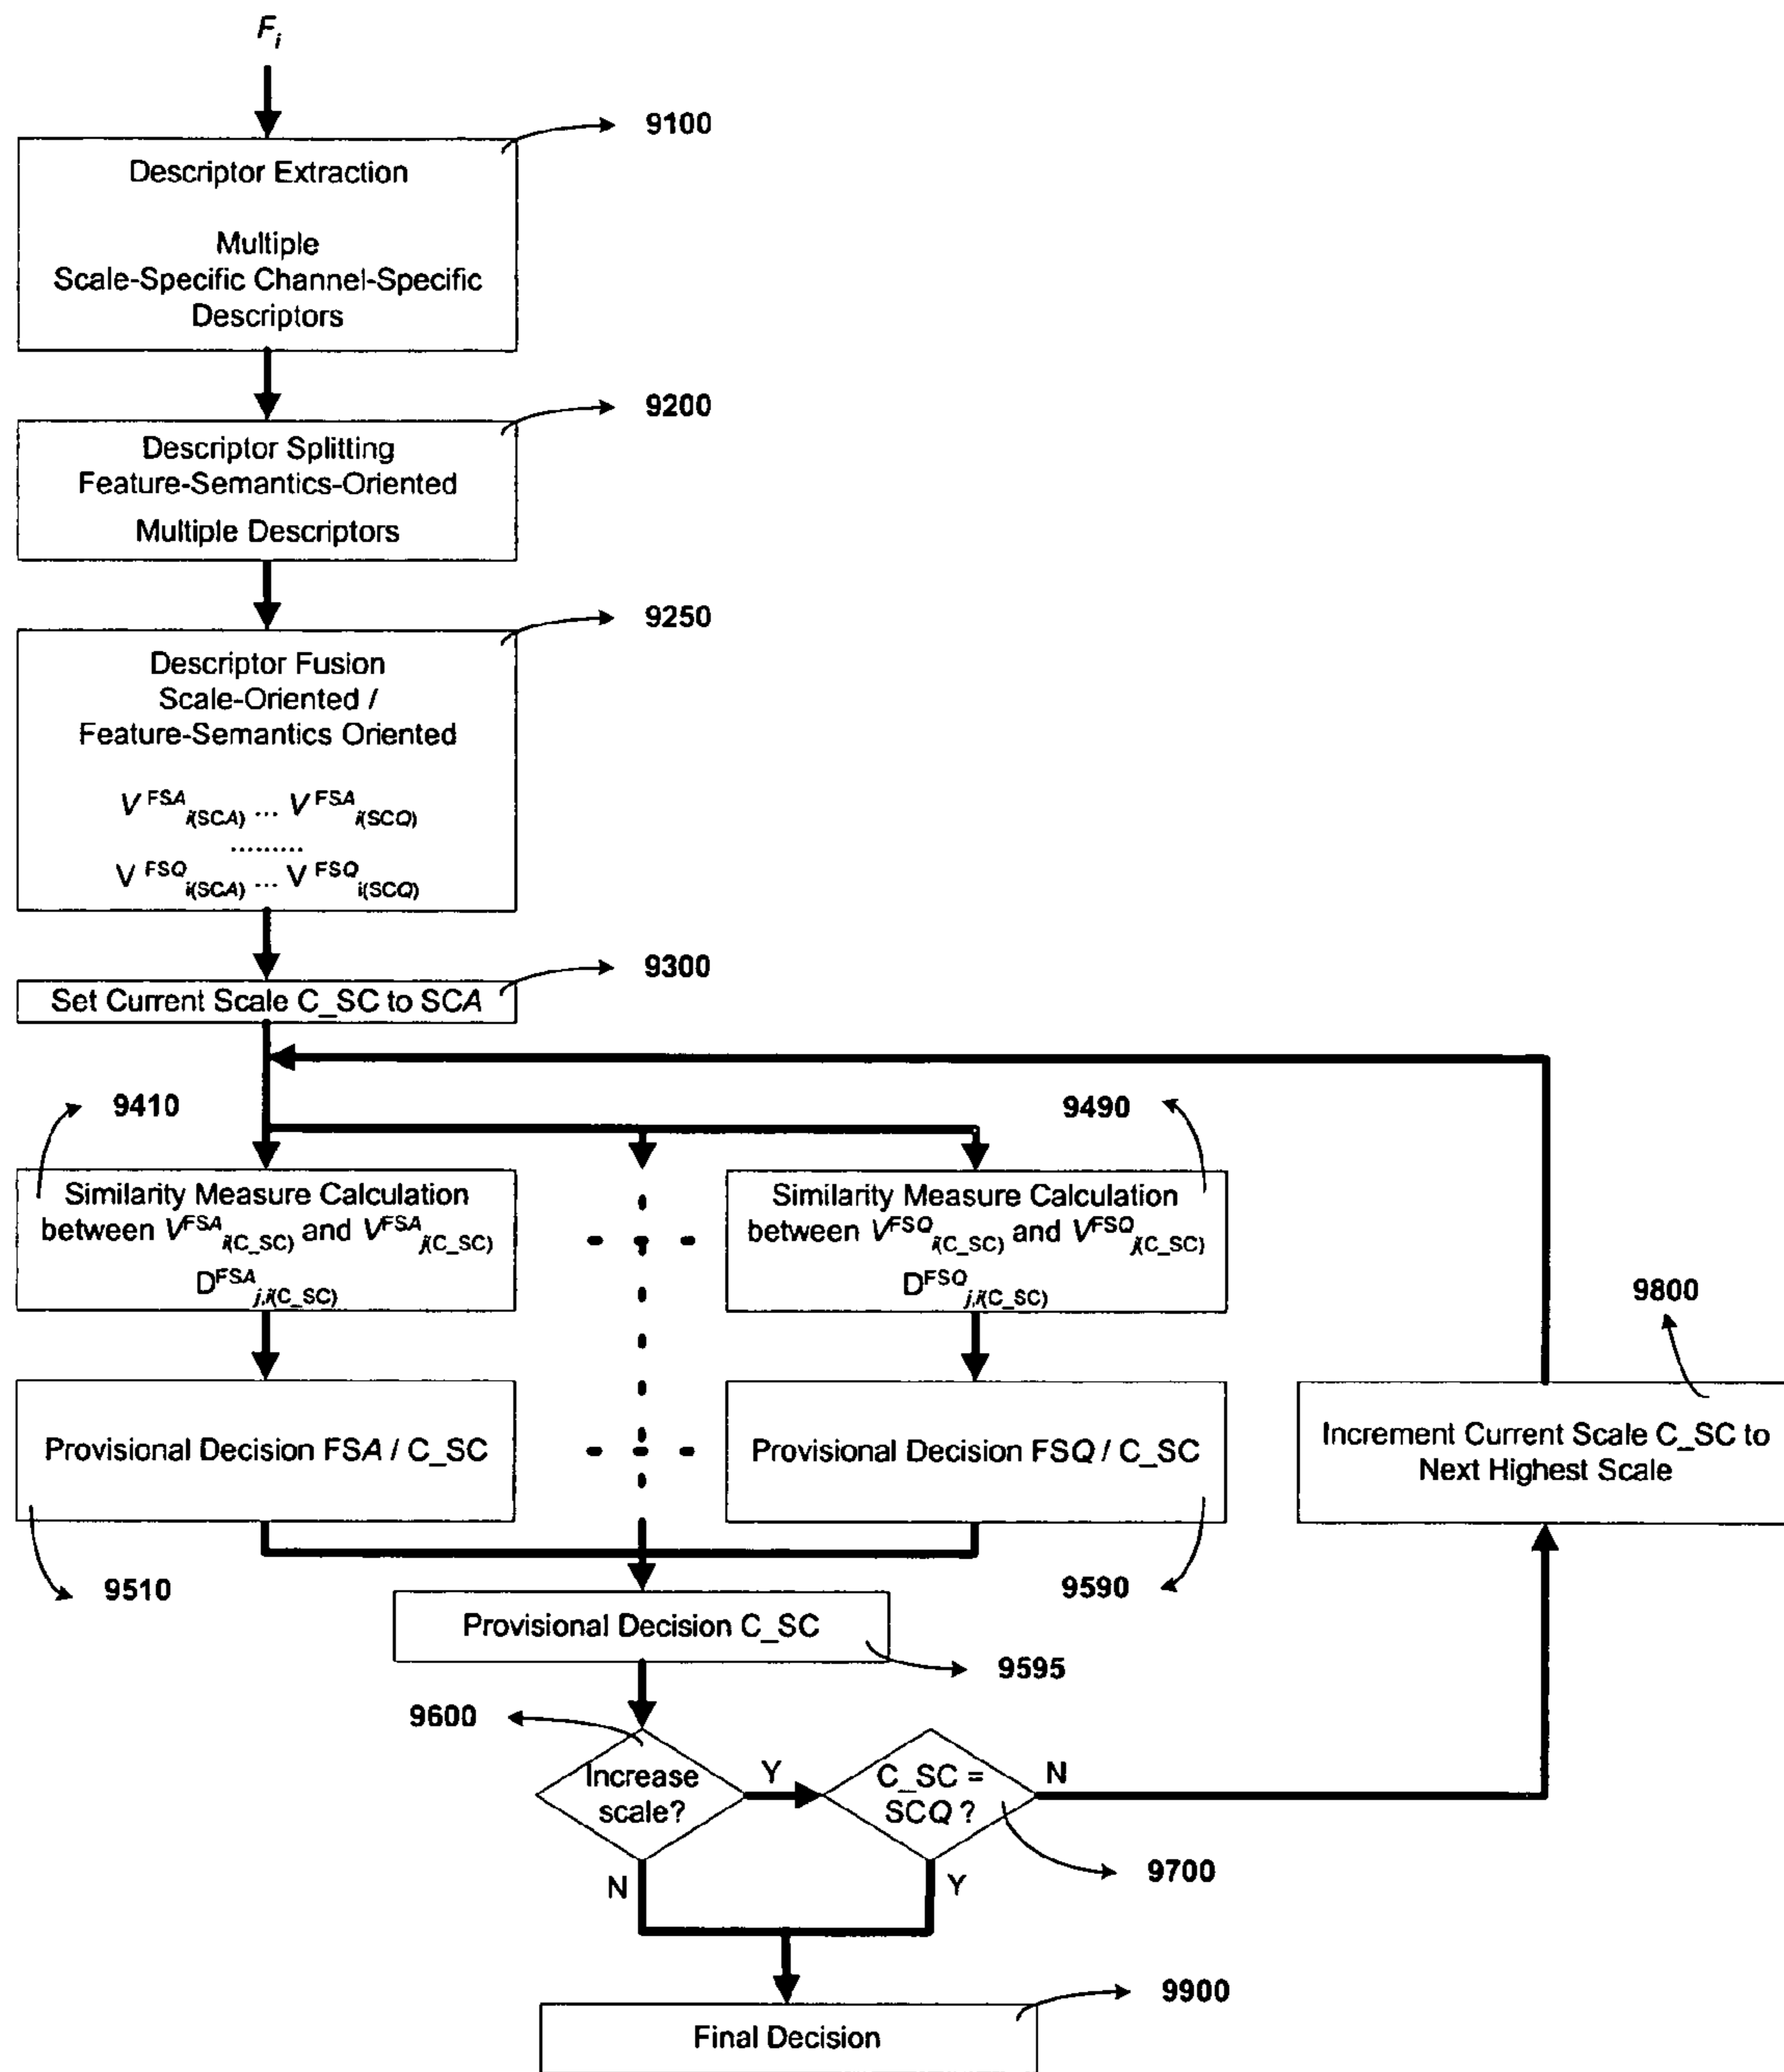 F_i
9100
Descriptor Extraction
Multiple
Scale-Specific Channel-Specific
Descriptors
9200
Descriptor Splitting
Feature-Semantics-Oriented
Multiple Descriptors
9250
Descriptor Fusion
Scale-Oriented /
Feature-Semantics Oriented
V^FSA_i(SCA) ... V^FSA_i(SCQ)
.........
V^FSQ_i(SCA) ... V^FSQ_i(SCQ)
9300
Set Current Scale C_SC to SCA
9410
9490
Similarity Measure Calculation
between V^FSA_i(C_SC) and V^FSA_j(C_SC)
D^FSA_j,i(C_SC)
Similarity Measure Calculation
between V^FSQ_i(C_SC) and V^FSQ_j(C_SC)
D^FSQ_j,i(C_SC)
9800
Provisional Decision FSA / C_SC
Provisional Decision FSQ / C_SC
Increment Current Scale C_SC to
Next Highest Scale
9510
9590
Provisional Decision C_SC
9595
9600
Increase
scale?
Y
C_SC =
SCQ ?
N
9700
N
Y
9900
Final Decision